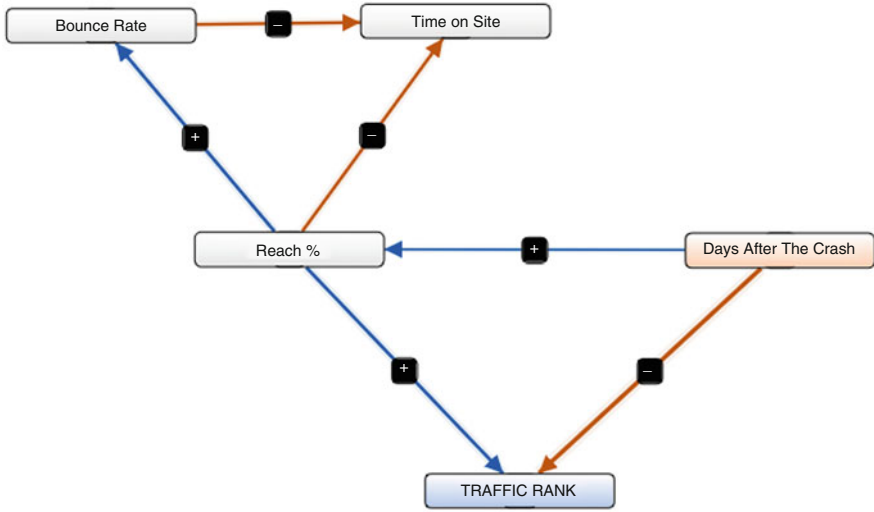 Bounce Rate
–
Time on Site
+
–
Reach %
+
Days After The Crash
+
–
TRAFFIC RANK